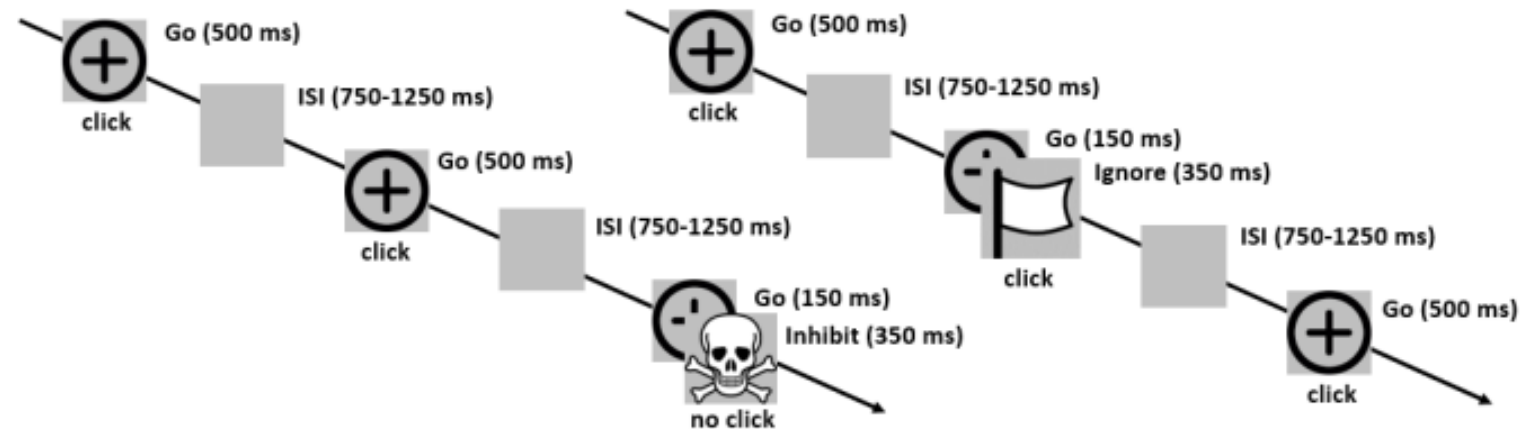 Go (500 ms)
click
ISI (750-1250 ms)
Go (500 ms)
click
ISI (750-1250 ms)
Go (150 ms)
Inhibit (350 ms)
no click
Go (500 ms)
click
ISI (750-1250 ms)
Go (150 ms)
Ignore (350 ms)
click
ISI (750-1250 ms)
Go (500 ms)
click